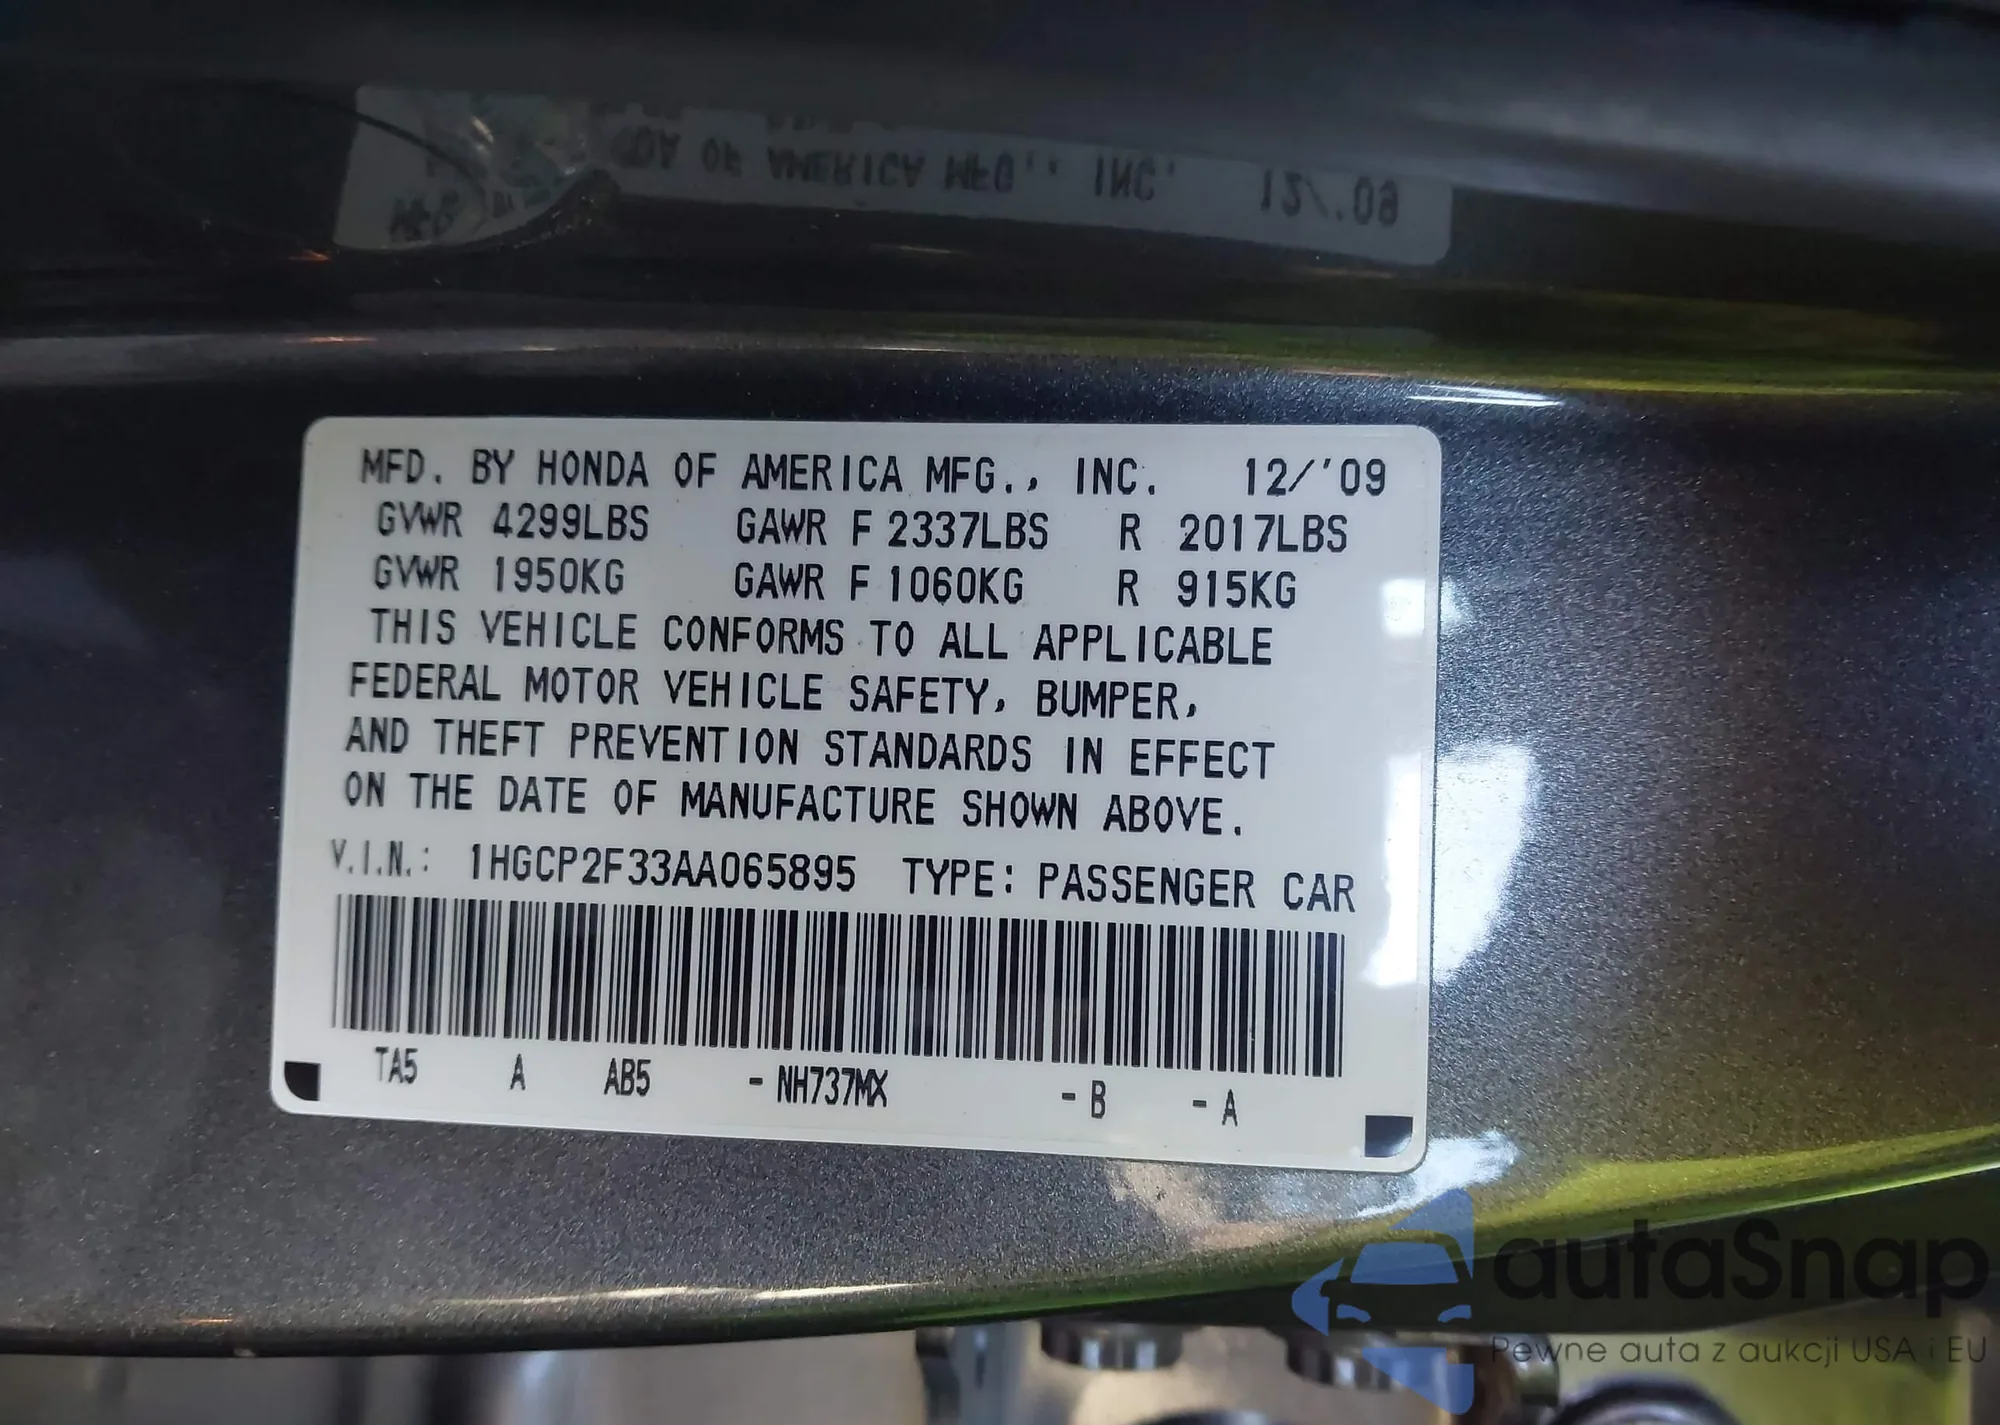 MFD. BY HONDA OF AMERICA MFG., INC. 12/'09
GVWR 4299LBS GAWR F 2337LBS R 2017LBS
GVWR 1950KG GAWR F 1060KG R 915KG
THIS VEHICLE CONFORMS TO ALL APPLICABLE
FEDERAL MOTOR VEHICLE SAFETY, BUMPER,
AND THEFT PREVENTION STANDARDS IN EFFECT
ON THE DATE OF MANUFACTURE SHOWN ABOVE.
V.I.N.: 1HGCP2F33AA065895 TYPE: PASSENGER CAR
TA5 A AB5 - NH737MX - B - A
autaSnap
Pewne auta z aukcji USA i EU